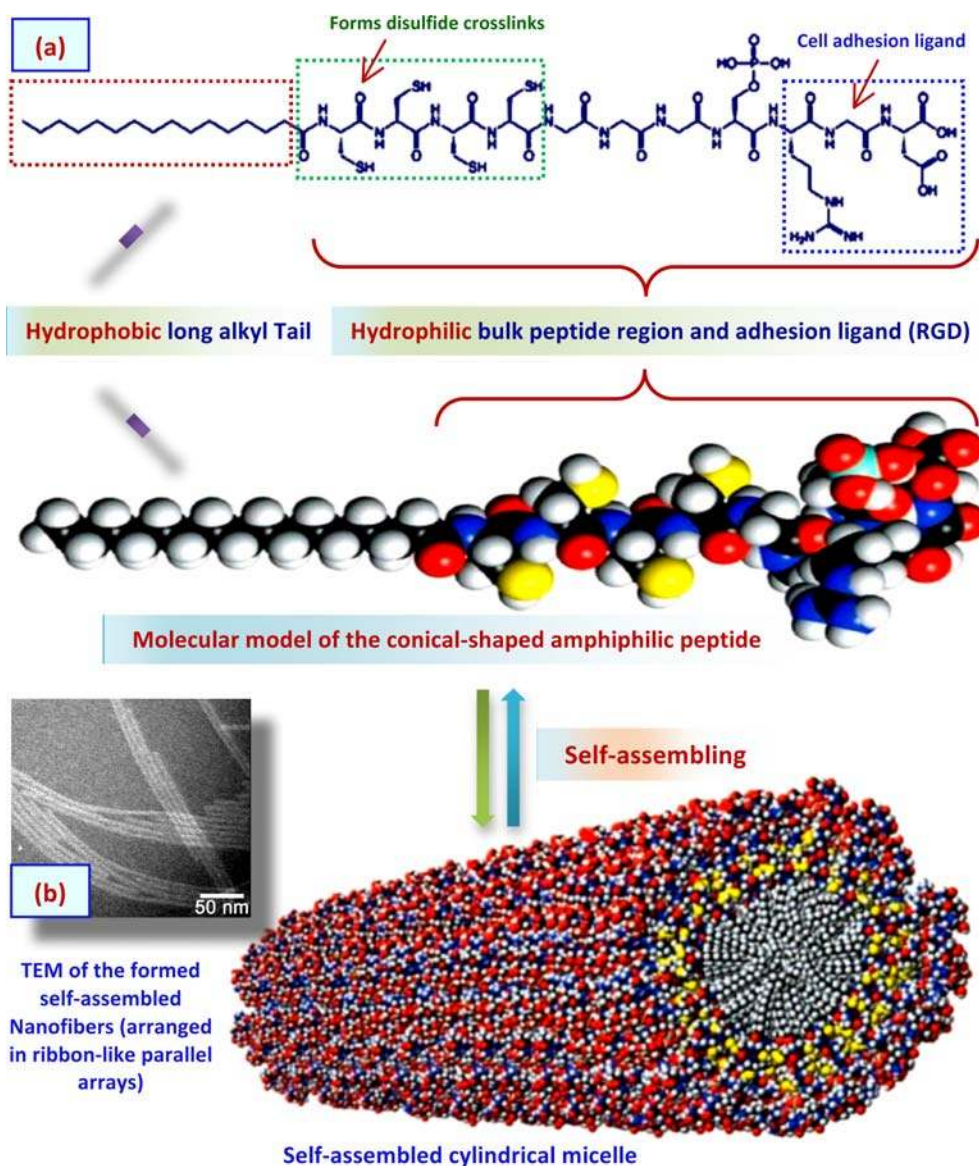 (a)
Forms disulfide crosslinks
Cell adhesion ligand
O
HO-P-OH
O
H N O SH H N O SH H N O H N O H N O
OH
O N H SH O N H SH O N H O N H O N H O
O
OH
NH
H₂N NH
Hydrophobic long alkyl Tail
Hydrophilic bulk peptide region and adhesion ligand (RGD)
Molecular model of the conical-shaped amphiphilic peptide
Self-assembling
(b)
50 nm
TEM of the formed
self-assembled
Nanofibers (arranged
in ribbon-like parallel
arrays)
Self-assembled cylindrical micelle